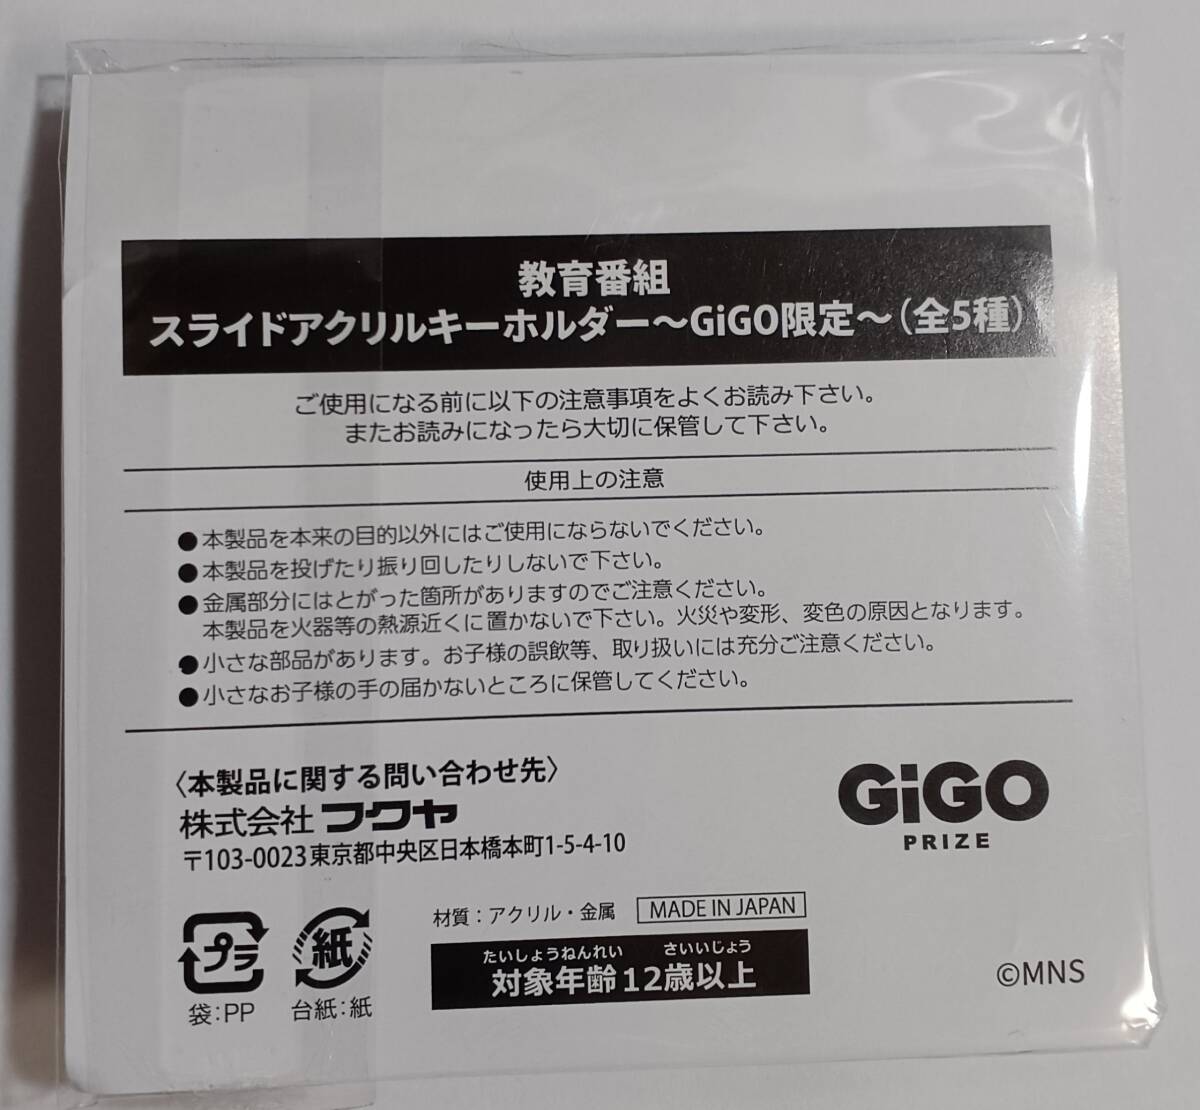 教育番組
スライドアクリルキーホルダー～GiGO限定～（全5種）
ご使用になる前に以下の注意事項をよくお読み下さい。
またお読みになったら大切に保管して下さい。
使用上の注意
●本製品を本来の目的以外にはご使用にならないでください。
●本製品を投げたり振り回したりしないで下さい。
●金属部分にはとがった箇所がありますのでご注意ください。
本製品を火器等の熱源近くに置かないで下さい。火災や変形、変色の原因となります。
●小さな部品があります。お子様の誤飲等、取り扱いには充分ご注意ください。
●小さなお子様の手の届かないところに保管してください。
〈本製品に関する問い合わせ先〉
株式会社フクヤ
〒103-0023東京都中央区日本橋本町1-5-4-10
GiGO
PRIZE
プラ
袋：PP
紙
台紙：紙
材質：アクリル・金属 MADE IN JAPAN
たいしょうねんれい さいいじょう
対象年齢12歳以上
©MNS